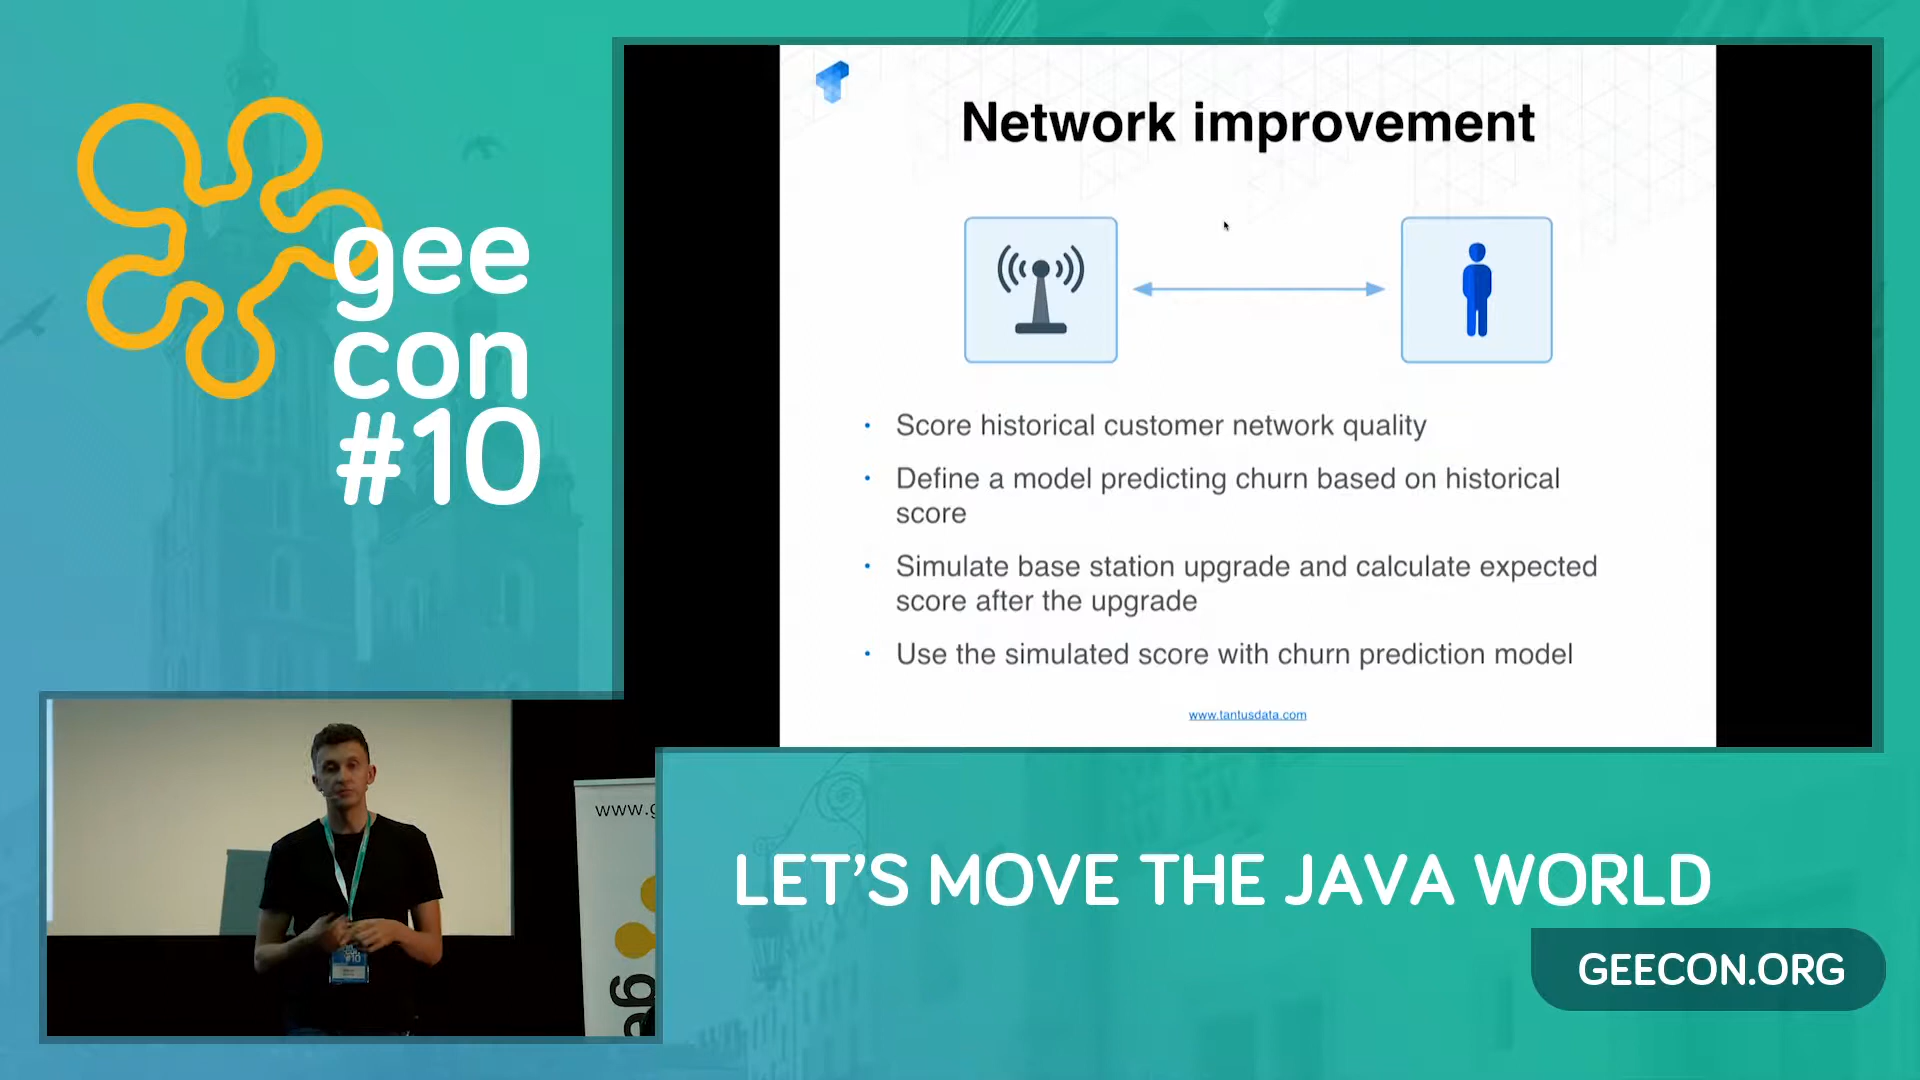 gee
con
#10
Network improvement
• Score historical customer network quality
• Define a model predicting churn based on historical
score
• Simulate base station upgrade and calculate expected
score after the upgrade
• Use the simulated score with churn prediction model
www.tantusdata.com
www.g
ge
LET'S MOVE THE JAVA WORLD
GEECON.ORG